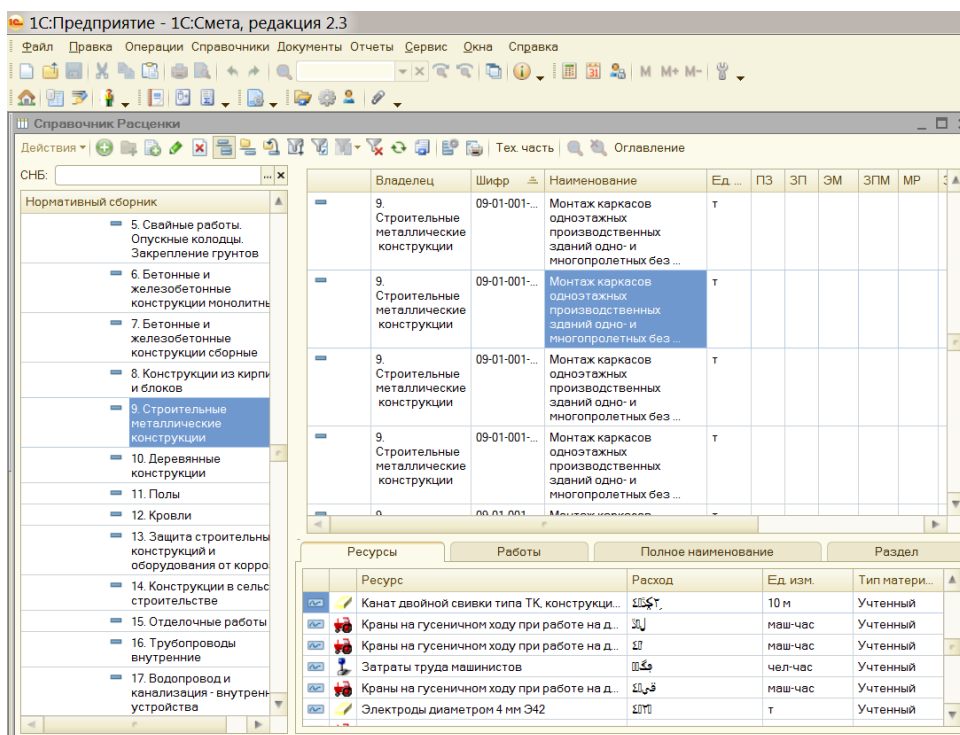 1С:Предприятие - 1С:Смета, редакция 2.3
Файл Правка Операции Справочники Документы Отчеты Сервис Окна Справка
M M+ M-
Справочник Расценки
Действия Тех. часть Оглавление
СНБ: ... x
Нормативный сборник
5. Свайные работы.
Опускные колодцы.
Закрепление грунтов
6. Бетонные и
железобетонные
конструкции монолитнь
7. Бетонные и
железобетонные
конструкции сборные
8. Конструкции из кирпи
и блоков
9. Строительные
металлические
конструкции
10. Деревянные
конструкции
11. Полы
12. Кровли
13. Защита строительны
конструкций и
оборудования от корро
14. Конструкции в сельс
строительстве
15. Отделочные работы
16. Трубопроводы
внутренние
17. Водопровод и
канализация - внутренн
устройства
Владелец Шифр Наименование Ед ... ПЗ ЗП ЭМ ЗПМ МР
9. 09-01-001-... Монтаж каркасов т
Строительные одноэтажных
металлические производственных
конструкции зданий одно- и
многопролетных без ...
9. 09-01-001-... Монтаж каркасов т
Строительные одноэтажных
металлические производственных
конструкции зданий одно- и
многопролетных без ...
9. 09-01-001-... Монтаж каркасов т
Строительные одноэтажных
металлические производственных
конструкции зданий одно- и
многопролетных без ...
9. 09-01-001-... Монтаж каркасов т
Строительные одноэтажных
металлические производственных
конструкции зданий одно- и
многопролетных без ...
Ресурсы Работы Полное наименование Раздел
Ресурс Расход Ед. изм. Тип матери...
Канат двойной свивки типа ТК, конструкци... 10 м Учтенный
Краны на гусеничном ходу при работе на д... маш-час Учтенный
Краны на гусеничном ходу при работе на д... маш-час Учтенный
Затраты труда машинистов чел-час Учтенный
Краны на гусеничном ходу при работе на д... маш-час Учтенный
Электроды диаметром 4 мм Э42 т Учтенный